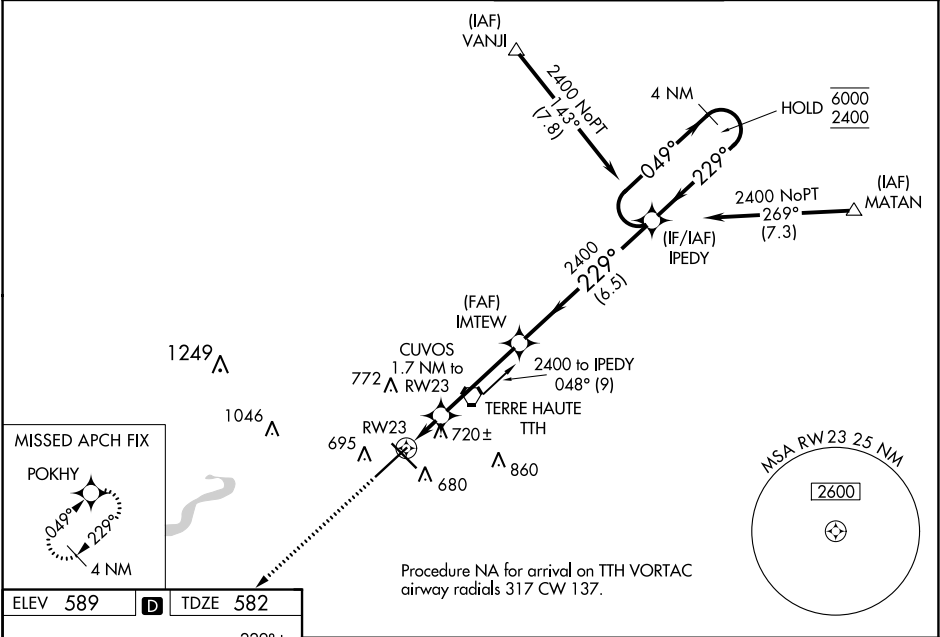 (IAF)
VANJI
2400 NoPT
143°
(7.8)
4 NM
HOLD
6000
2400
049°
229°
2400 NoPT
269°
(7.3)
(IAF)
MATAN
(IF/IAF)
IPEDY
2400
229°
(6.5)
(FAF)
IMTEW
CUVOS
1.7 NM to
RW23
2400 to IPEDY
048° (9)
TERRE HAUTE
TTH
1249
772
1046
RW23
720±
695
680
860
MISSED APCH FIX
POKHY
049°
229°
4 NM
MSA RW23 25 NM
2600
Procedure NA for arrival on TTH VORTAC
airway radials 317 CW 137.
ELEV 589 D TDZE 582